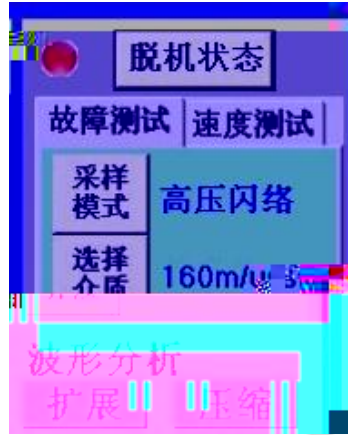 脱机状态
故障测试 速度测试
采样
模式
高压闪络
选择
介质
160m/us
波形分析
扩展 压缩